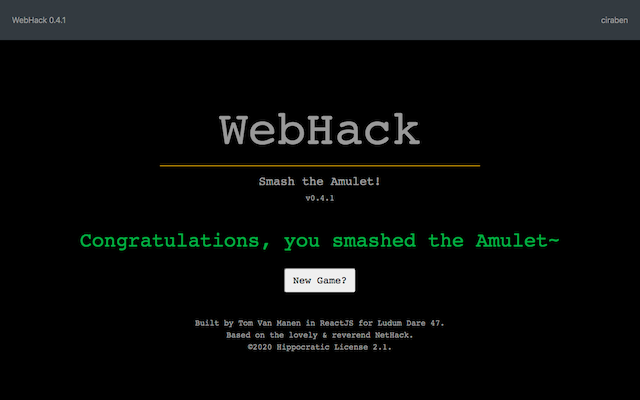 WebHack 0.4.1
ciraben
WebHack
Smash the Amulet!
v0.4.1
Congratulations, you smashed the Amulet~
New Game?
Built by Tom Van Manen in ReactJS for Ludum Dare 47.
Based on the lovely & reverend NetHack.
©2020 Hippocratic License 2.1.